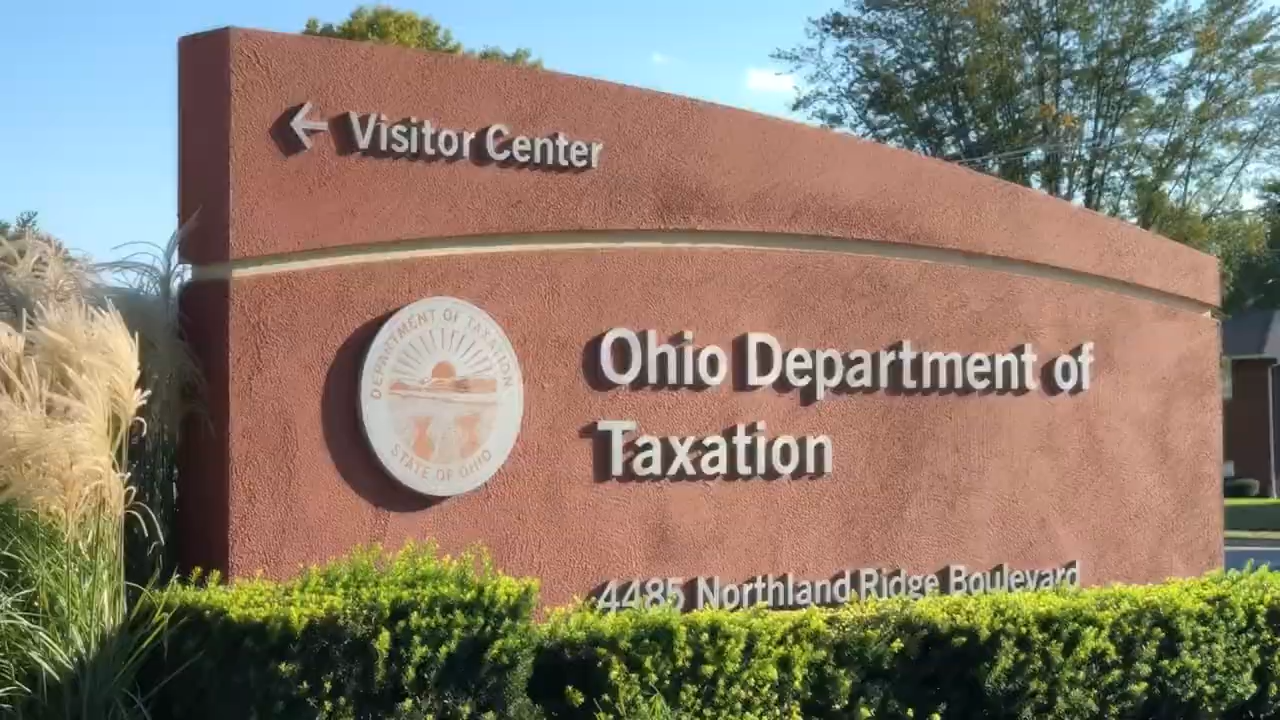 ← Visitor Center
DEPARTMENT OF TAXATION
STATE OF OHIO
Ohio Department of
Taxation
4485 Northland Ridge Boulevard